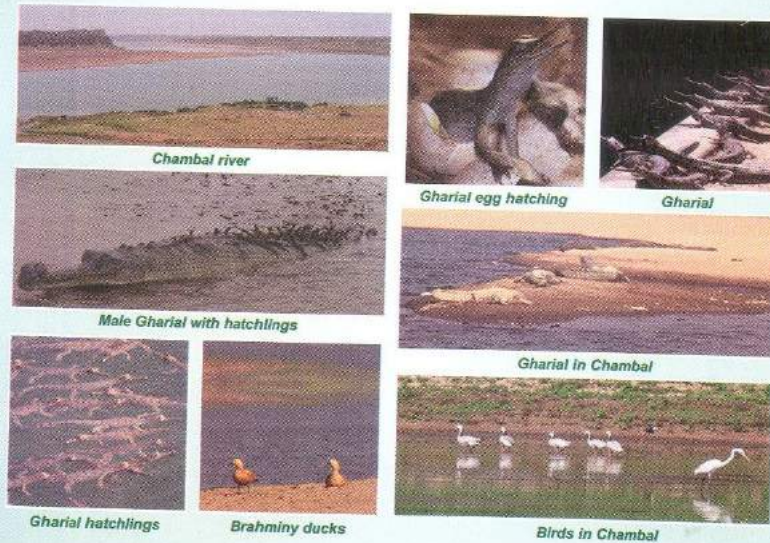 Chambal river
Gharial egg hatching
Gharial
Male Gharial with hatchlings
Gharial in Chambal
Gharial hatchlings
Brahminy ducks
Birds in Chambal